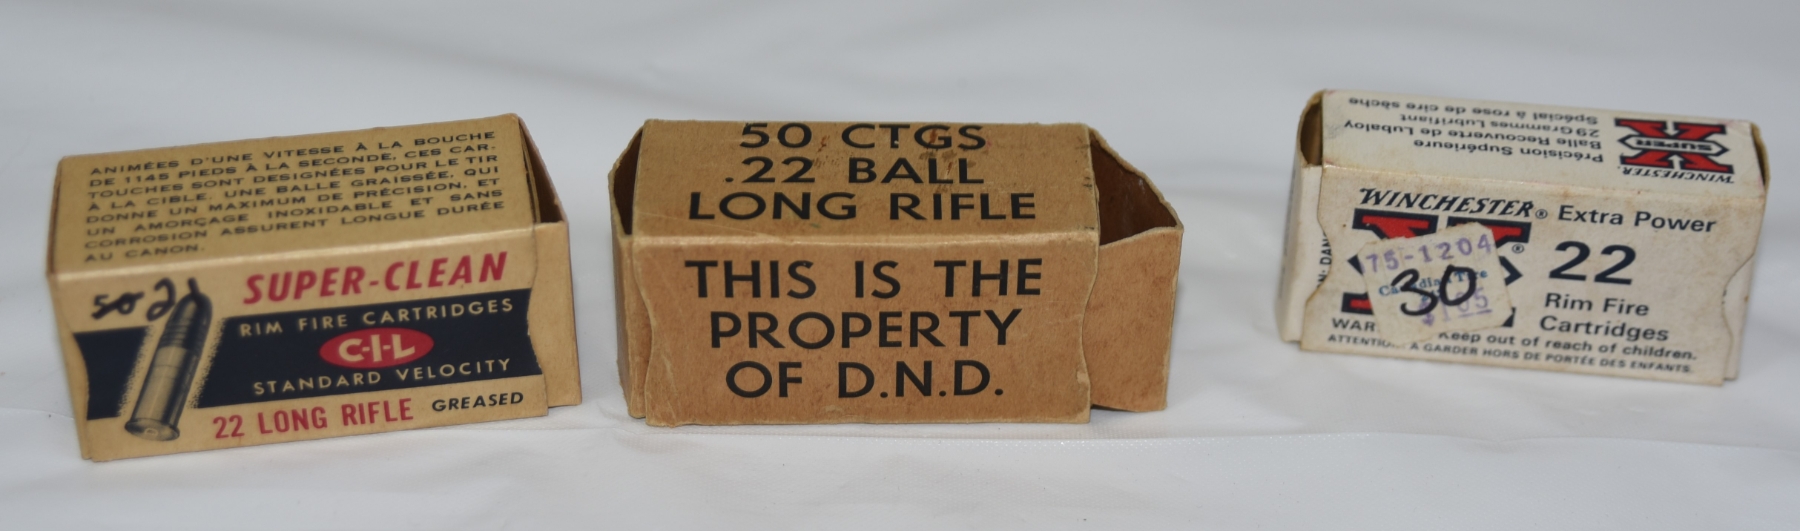 ANIMÉES D'UNE VITESSE À LA BOUCHE
DE 1145 PIEDS À LA SECONDE, CES CAR-
TOUCHES SONT DESIGNÉES POUR LE TIR
À LA CIBLE. UNE BALLE GRAISSÉE, QUI
DONNE UN MAXIMUM DE PRÉCISION, ET
UN AMORÇAGE INOXIDABLE ET SANS
CORROSION ASSURENT LONGUE DURÉE
AU CANON.
502
SUPER-CLEAN
RIM FIRE CARTRIDGES
C-I-L
STANDARD VELOCITY
22 LONG RIFLE GREASED
50 CTGS
.22 BALL
LONG RIFLE
THIS IS THE
PROPERTY
OF D.N.D.
WINCHESTER
X
SUPER
Précision Supérieure
Balle Recouverte de Lubaloy
29 Grammes Lubrifiant
Spécial à rose de cire sèche
WINCHESTER® Extra Power
22
Rim Fire
Cartridges
75-1204
30
Keep out of reach of children.
ATTENTION: A GARDER HORS DE PORTÉE DES ENFANTS.